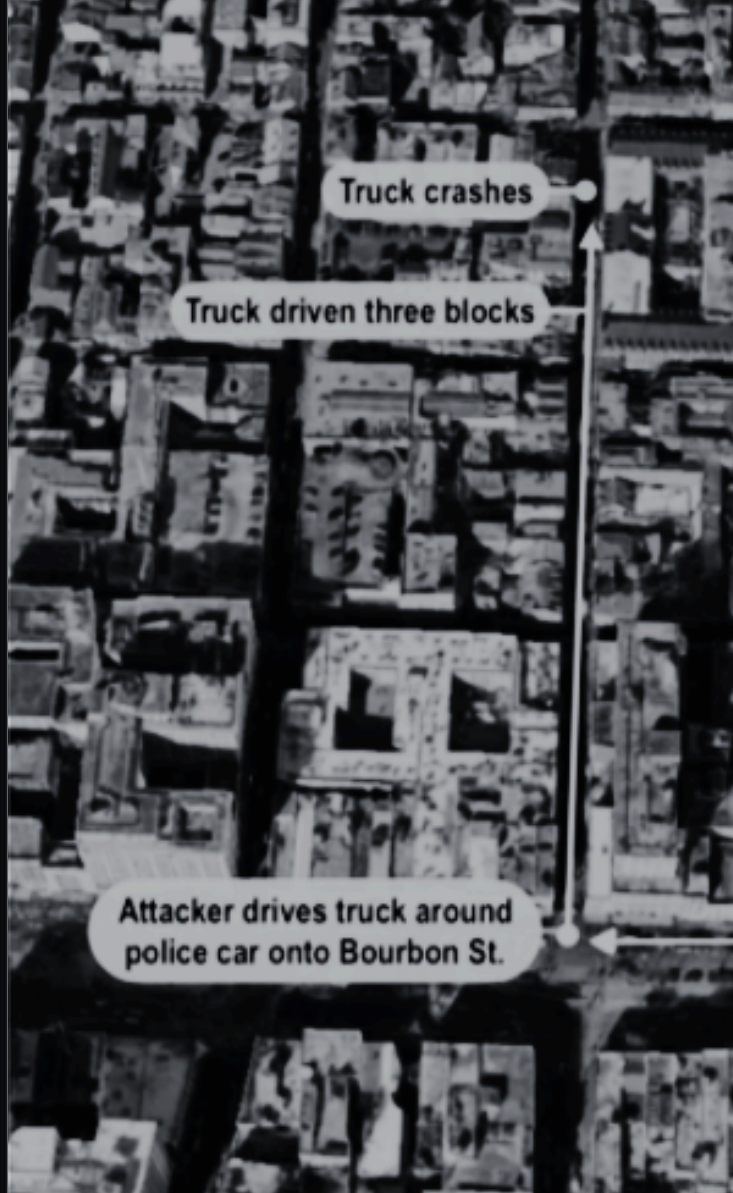 Truck crashes
Truck driven three blocks
Attacker drives truck around
police car onto Bourbon St.